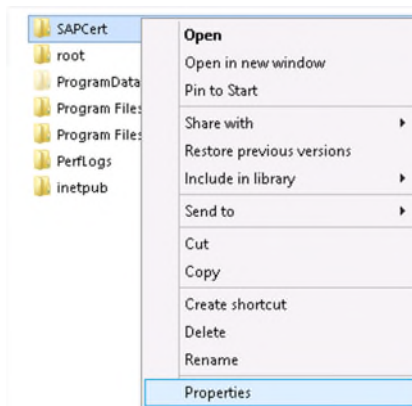 SAPCert
root
ProgramData
Program Files
Program Files
PerfLogs
inetpub
Open
Open in new window
Pin to Start
Share with
Restore previous versions
Include in library
Send to
Cut
Copy
Create shortcut
Delete
Rename
Properties